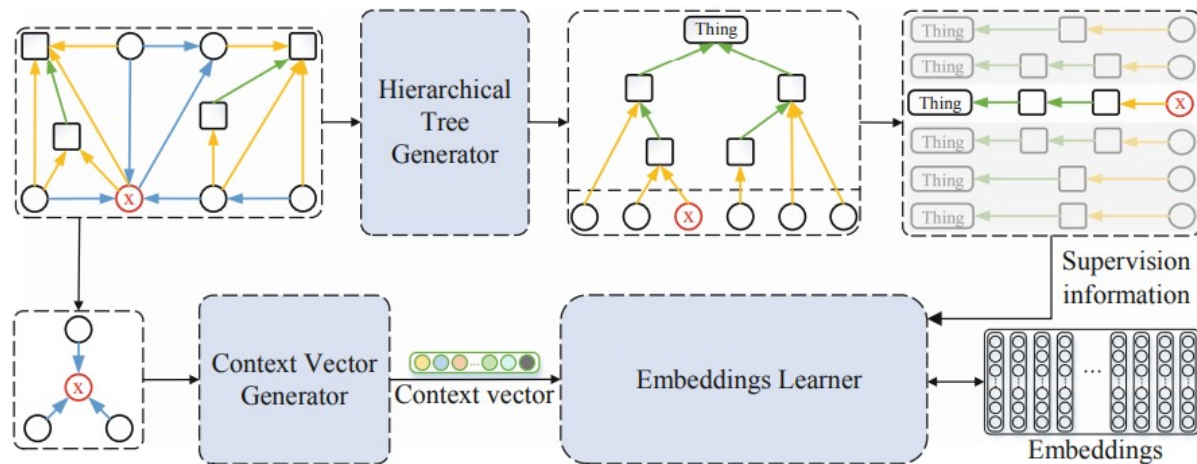 Thing
Thing
Thing
Thing
Thing
Thing
Thing
Hierarchical
Tree
Generator
X
X
X
Supervision
information
X
Context Vector
Generator
...
Context vector
Embeddings Learner
...
Embeddings